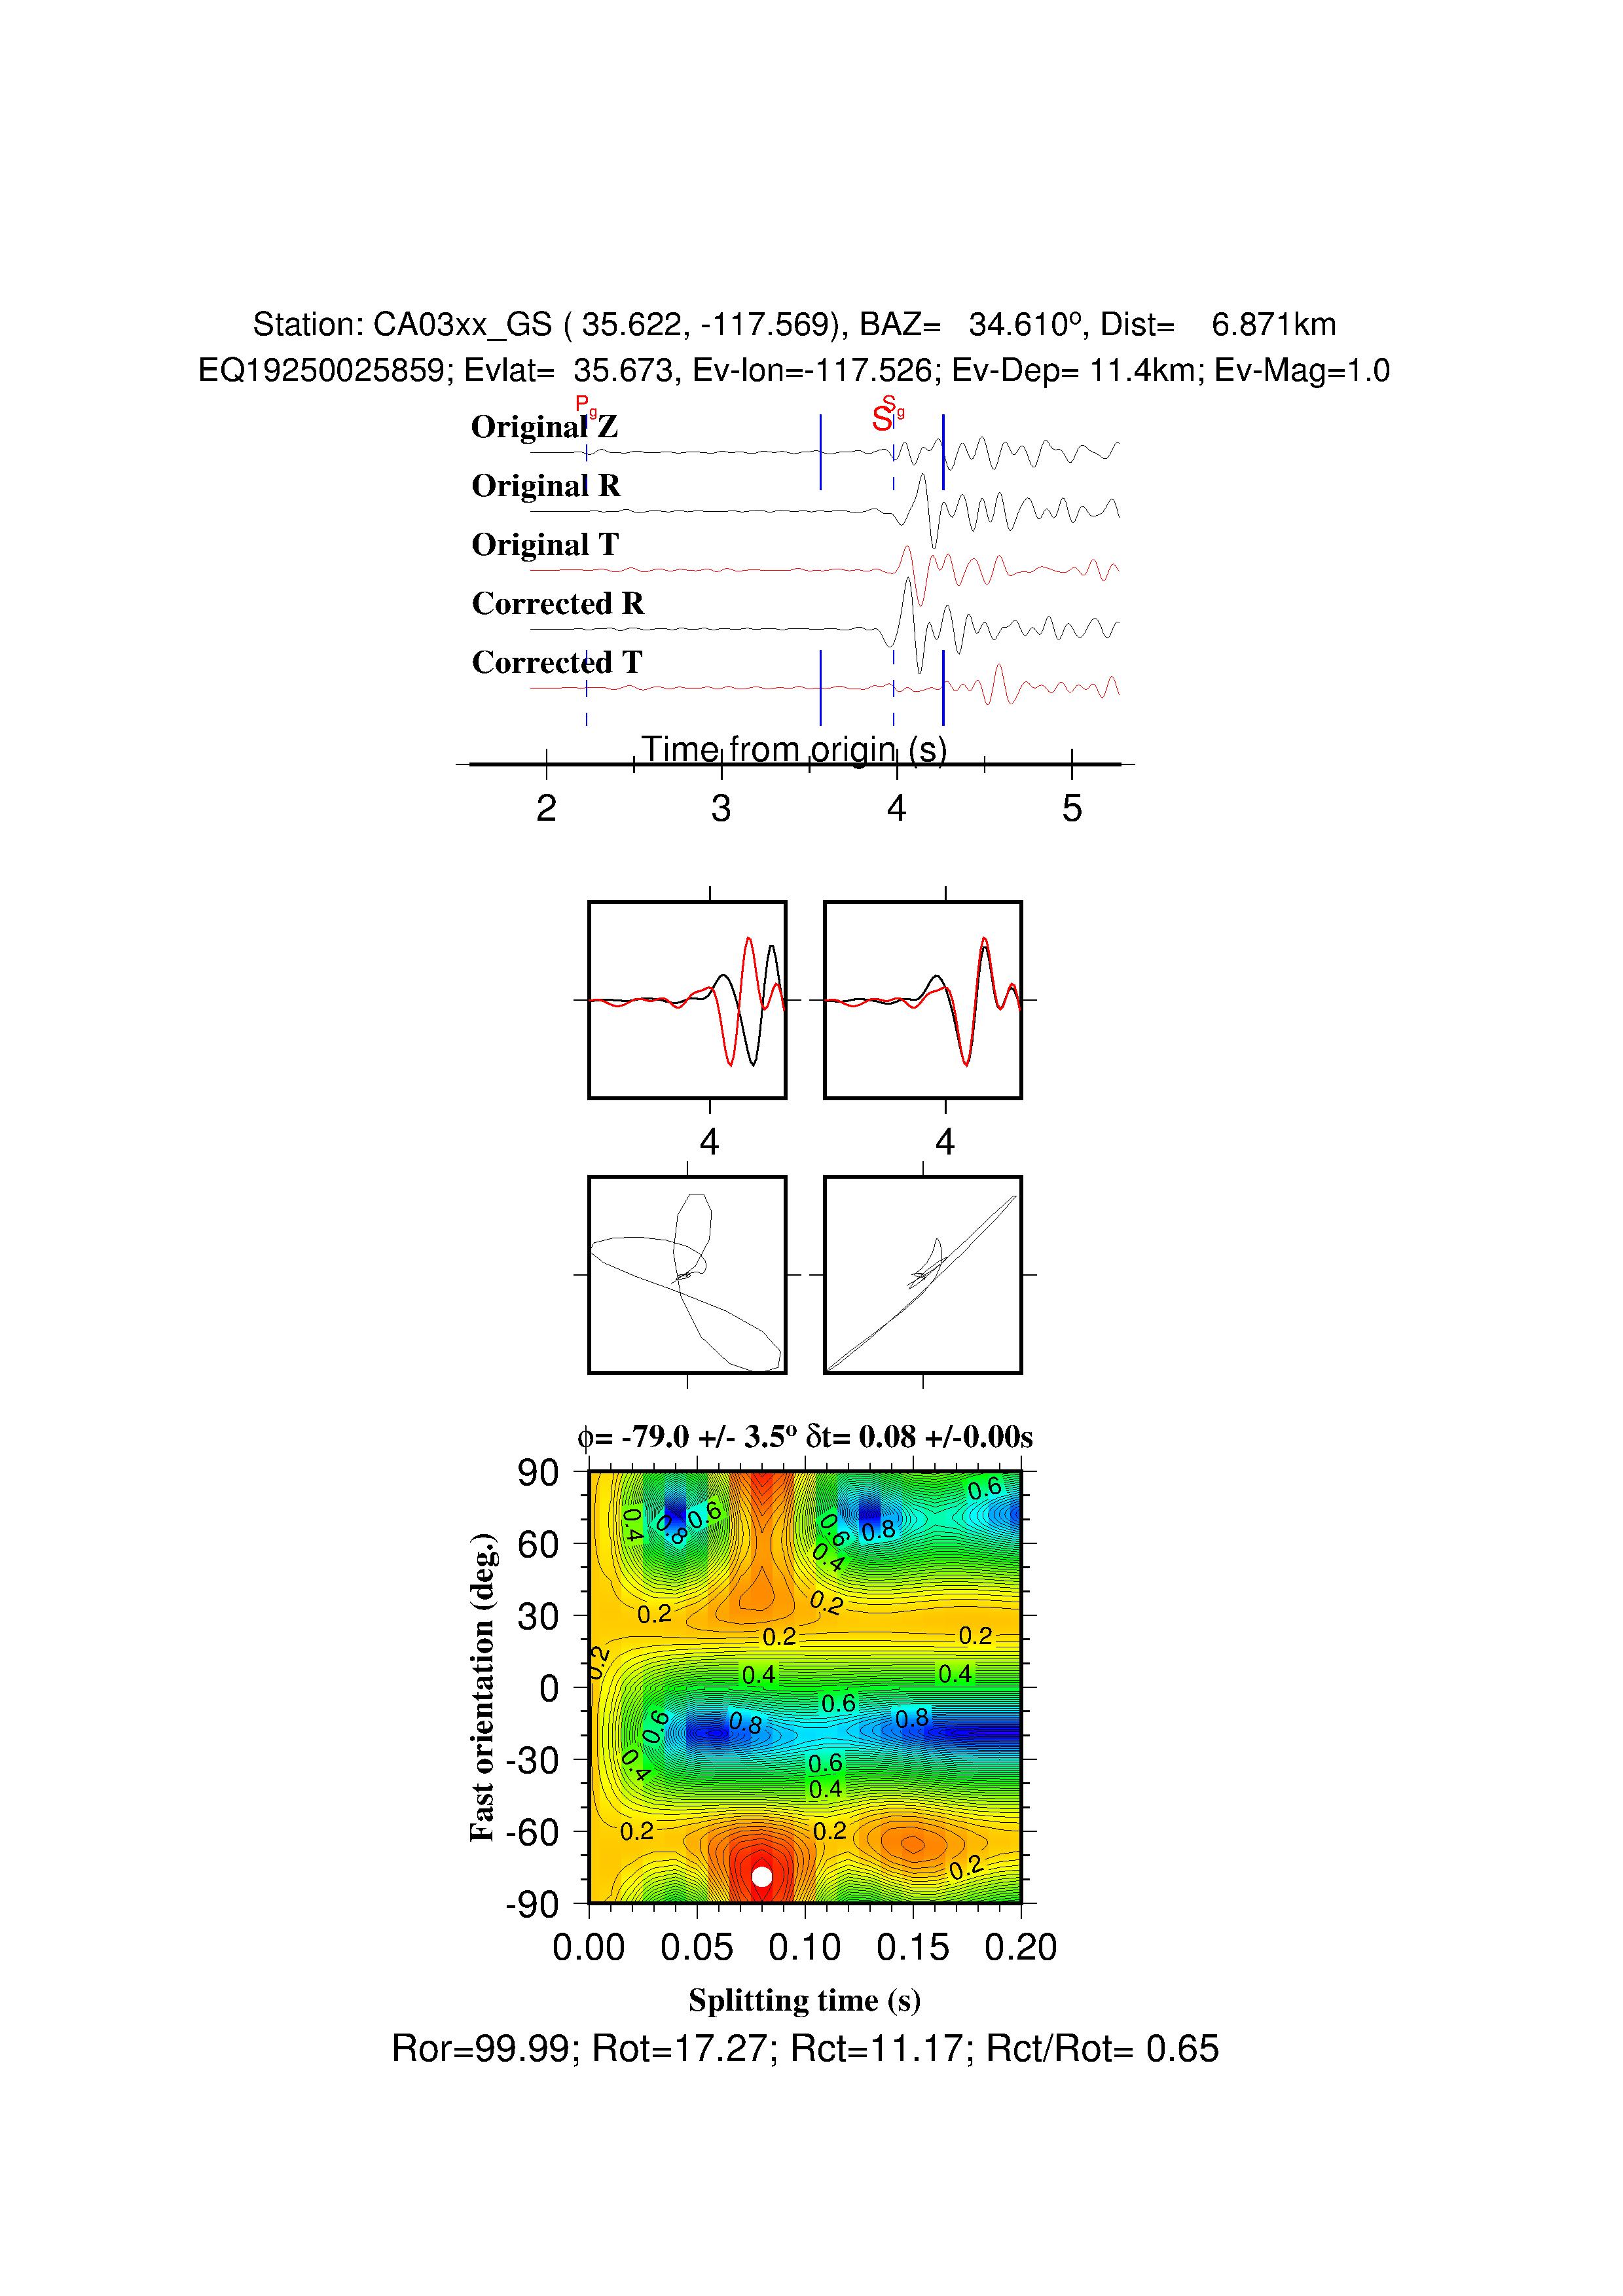 Station: CA03xx_GS ( 35.622, -117.569), BAZ= 34.610º, Dist= 6.871km
EQ19250025859; Evlat= 35.673, Ev-lon=-117.526; Ev-Dep= 11.4km; Ev-Mag=1.0
Pg S Sg
Original Z
Original R
Original T
Corrected R
Corrected T
Time from origin (s)
2 3 4 5
4 4
ϕ= -79.0 +/- 3.5º δt= 0.08 +/-0.00s
Fast orientation (deg.)
90
60
30
0
-30
-60
-90
0.4 0.8 0.6 0.6 0.8 0.6
0.4
0.2 0.2
0.2 0.2 0.2
0.4 0.4
0.6 0.8 0.6 0.8
0.4 0.6
0.4
0.2 0.2
0.2
0.00 0.05 0.10 0.15 0.20
Splitting time (s)
Ror=99.99; Rot=17.27; Rct=11.17; Rct/Rot= 0.65